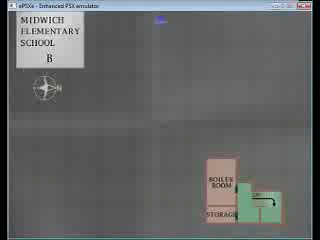 ePSXe - Enhanced PSX emulator
MIDWICH
ELEMENTARY
SCHOOL
B
N
BOILER
ROOM
STORAGE